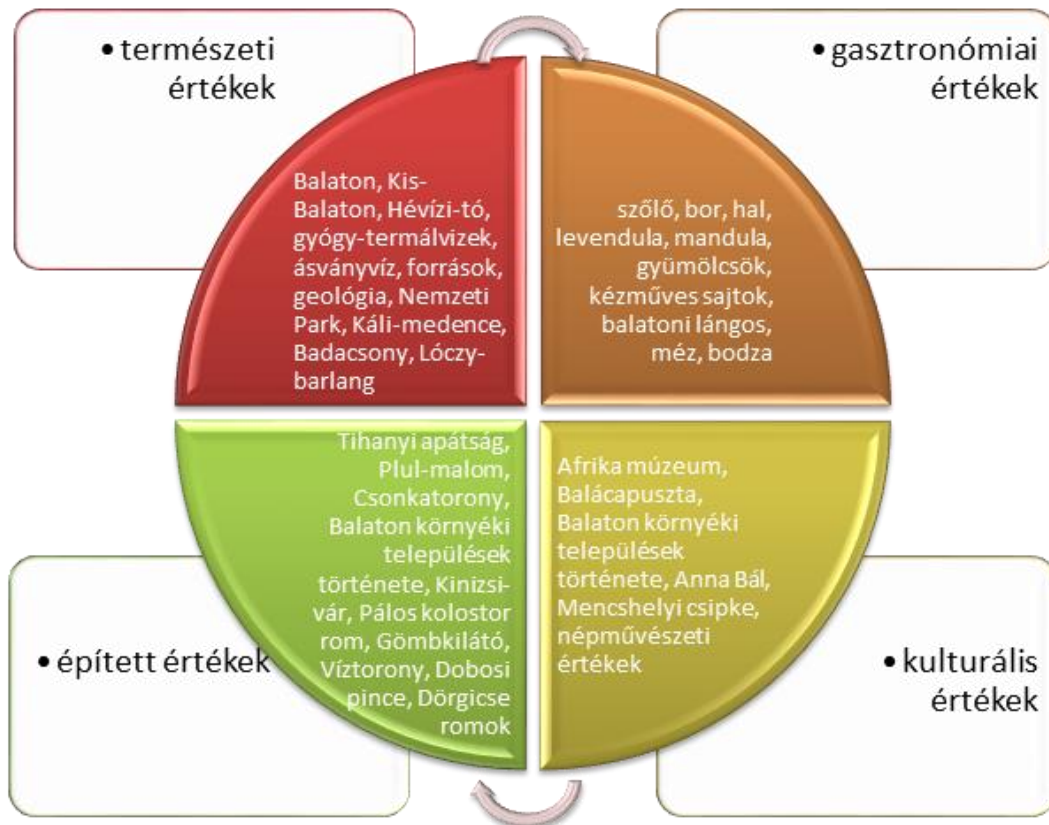 • természeti
értékek
• gasztronómiai
értékek
Balaton, Kis-
Balaton, Hévízi-tó,
gyógy-termálvizek,
ásványvíz, források,
geológia, Nemzeti
Park, Káli-medence,
Badacsony, Lóczy-
barlang
szőlő, bor, hal,
levendula, mandula,
gyümölcsök,
kézműves sajtok,
balatoni lángos,
méz, bodza
Tihanyi apátság,
Plul-malom,
Csonkatorony,
Balaton környéki
települések
története, Kinizsi-
vár, Pálos kolostor
rom, Gömbkilátó,
Víztorony, Dobosi
pince, Dörgicse
romok
Afrika múzeum,
Balácapuszta,
Balaton környéki
települések
története, Anna Bál,
Mencshelyi csipke,
népművészeti
értékek
• épített értékek
• kulturális
értékek